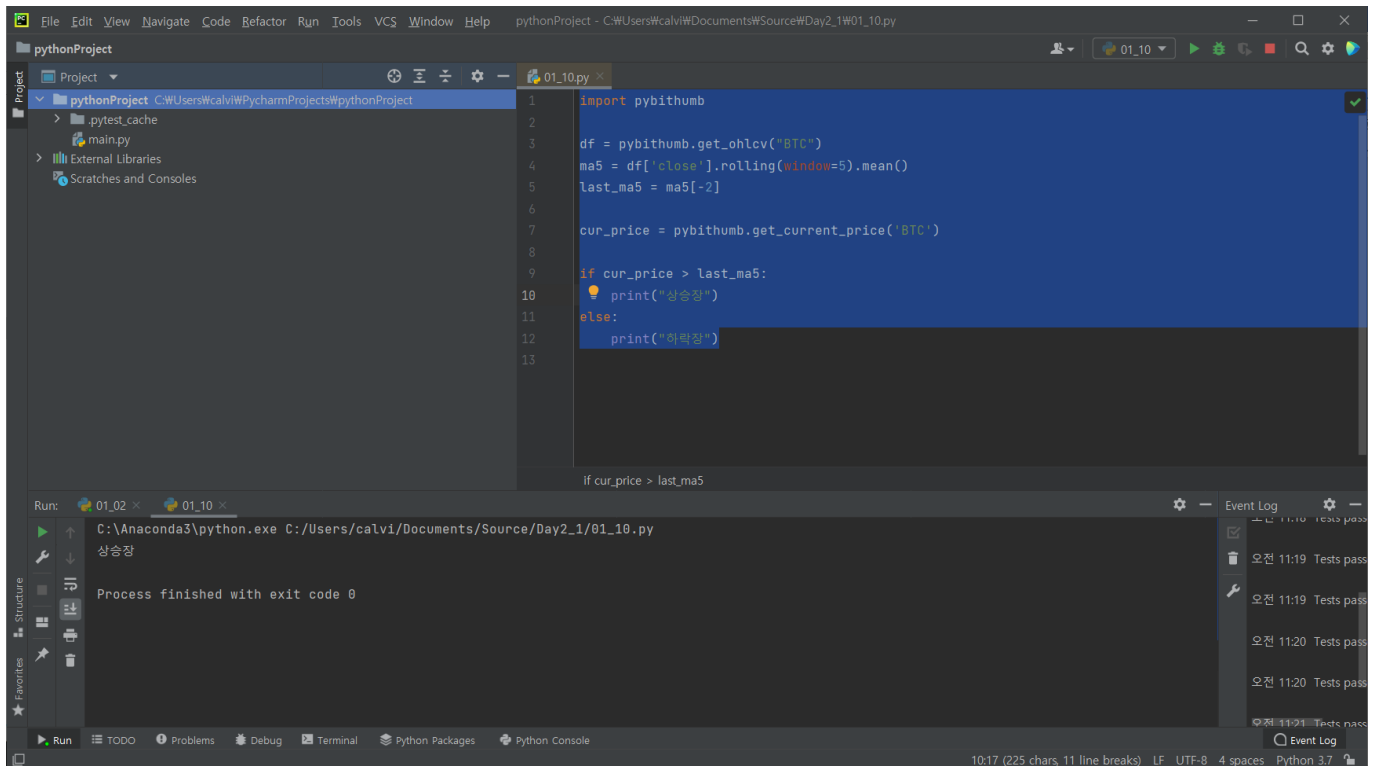 PC File Edit View Navigate Code Refactor Run Tools VCS Window Help pythonProject - C:₩Users₩calvi₩Documents₩Source₩Day2_1₩01_10.py
pythonProject
01_10
Project
Project
01_10.py
pythonProject C:₩Users₩calvi₩PycharmProjects₩pythonProject
.pytest_cache
main.py
External Libraries
Scratches and Consoles
1 import pybithumb
2
3 df = pybithumb.get_ohlcv("BTC")
4 ma5 = df['close'].rolling(window=5).mean()
5 last_ma5 = ma5[-2]
6
7 cur_price = pybithumb.get_current_price('BTC')
8
9 if cur_price > last_ma5:
10 print("상승장")
11 else:
12 print("하락장")
13
if cur_price > last_ma5
Run: 01_02 01_10
C:\Anaconda3\python.exe C:/Users/calvi/Documents/Source/Day2_1/01_10.py
상승장
Process finished with exit code 0
Event Log
오전 11:19 Tests pass
오전 11:19 Tests pass
오전 11:20 Tests pass
오전 11:20 Tests pass
오전 11:21 Tests pass
Structure
Favorites
Run TODO Problems Debug Terminal Python Packages Python Console Event Log
10:17 (225 chars, 11 line breaks) LF UTF-8 4 spaces Python 3.7